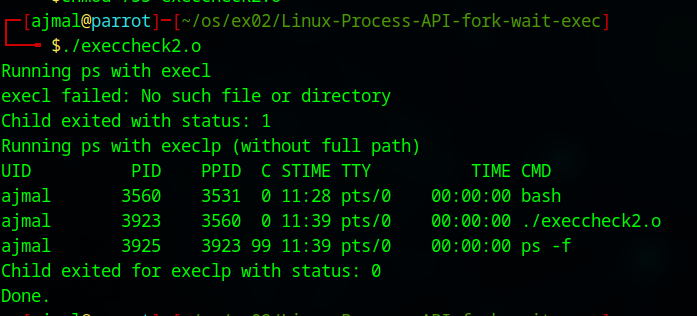 [ajmal@parrot]─[~/os/ex02/Linux-Process-API-fork-wait-exec]
$./execcheck2.o
Running ps with execl
execl failed: No such file or directory
Child exited with status: 1
Running ps with execlp (without full path)
UID PID PPID C STIME TTY TIME CMD
ajmal 3560 3531 0 11:28 pts/0 00:00:00 bash
ajmal 3923 3560 0 11:39 pts/0 00:00:00 ./execcheck2.o
ajmal 3925 3923 99 11:39 pts/0 00:00:00 ps -f
Child exited for execlp with status: 0
Done.